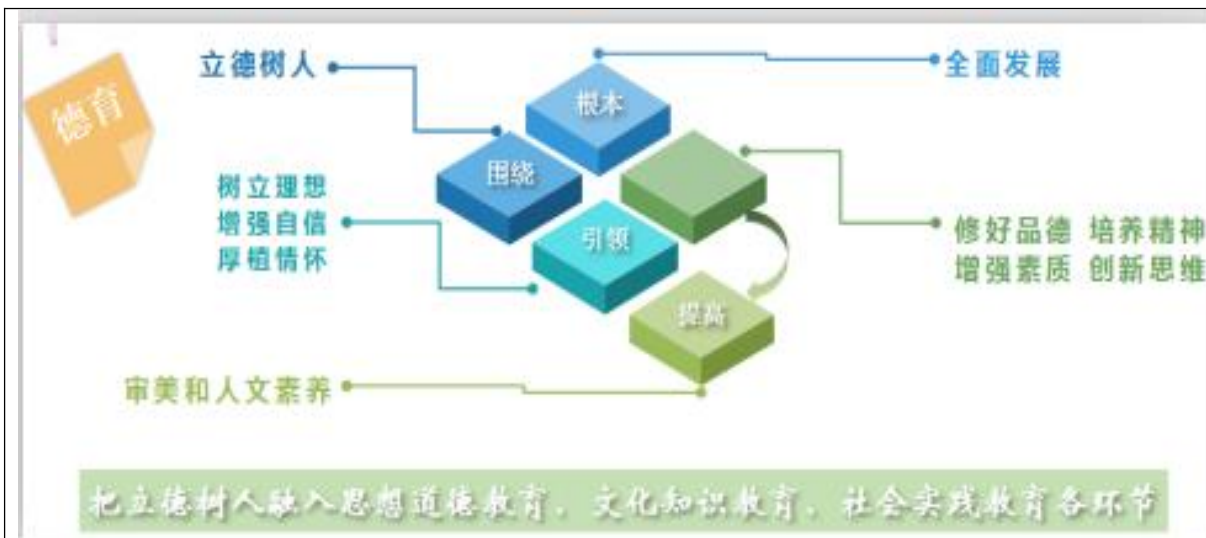 德育
立德树人
全面发展
根本
围绕
树立理想
增强自信
厚植情怀
引领
修好品德 培养精神
增强素质 创新思维
提高
审美和人文素养
把立德树人融入思想道德教育、文化知识教育、社会实践教育各环节